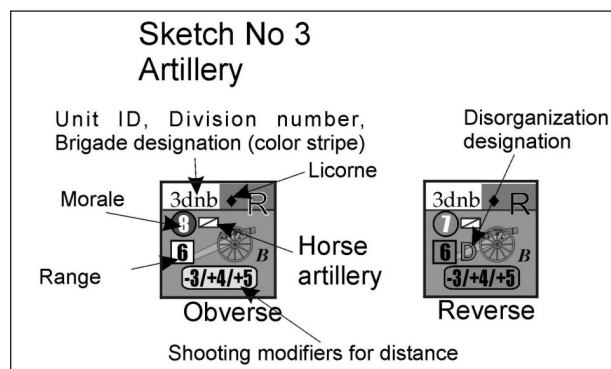 Sketch No 3
Artillery
Unit ID, Division number,
Brigade designation (color stripe)
Disorganization
designation
Licorne
Morale
Range
Horse
artillery
3dnb R
8
6 B
-3/+4/+5
Obverse
3dnb R
7
6 D B
-3/+4/+5
Reverse
Shooting modifiers for distance